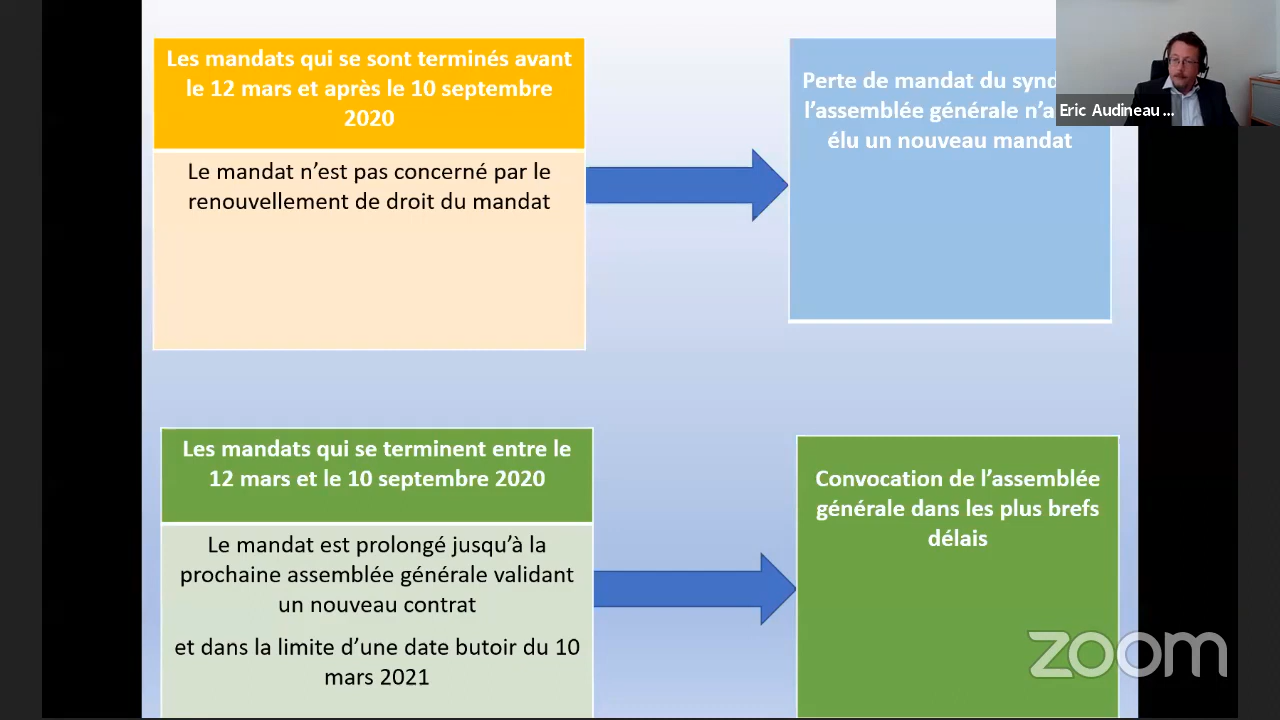 Les mandats qui se sont terminés avant
le 12 mars et après le 10 septembre
2020
Le mandat n’est pas concerné par le
renouvellement de droit du mandat
Perte de mandat du
l’assemblée générale
élu un nouveau mandat
Eric Audineau ...
Les mandats qui se terminent entre le
12 mars et le 10 septembre 2020
Le mandat est prolongé jusqu’à la
prochaine assemblée générale validant
un nouveau contrat
et dans la limite d’une date butoir du 10
mars 2021
Convocation de l’assemblée
générale dans les plus brefs
délais
zoom